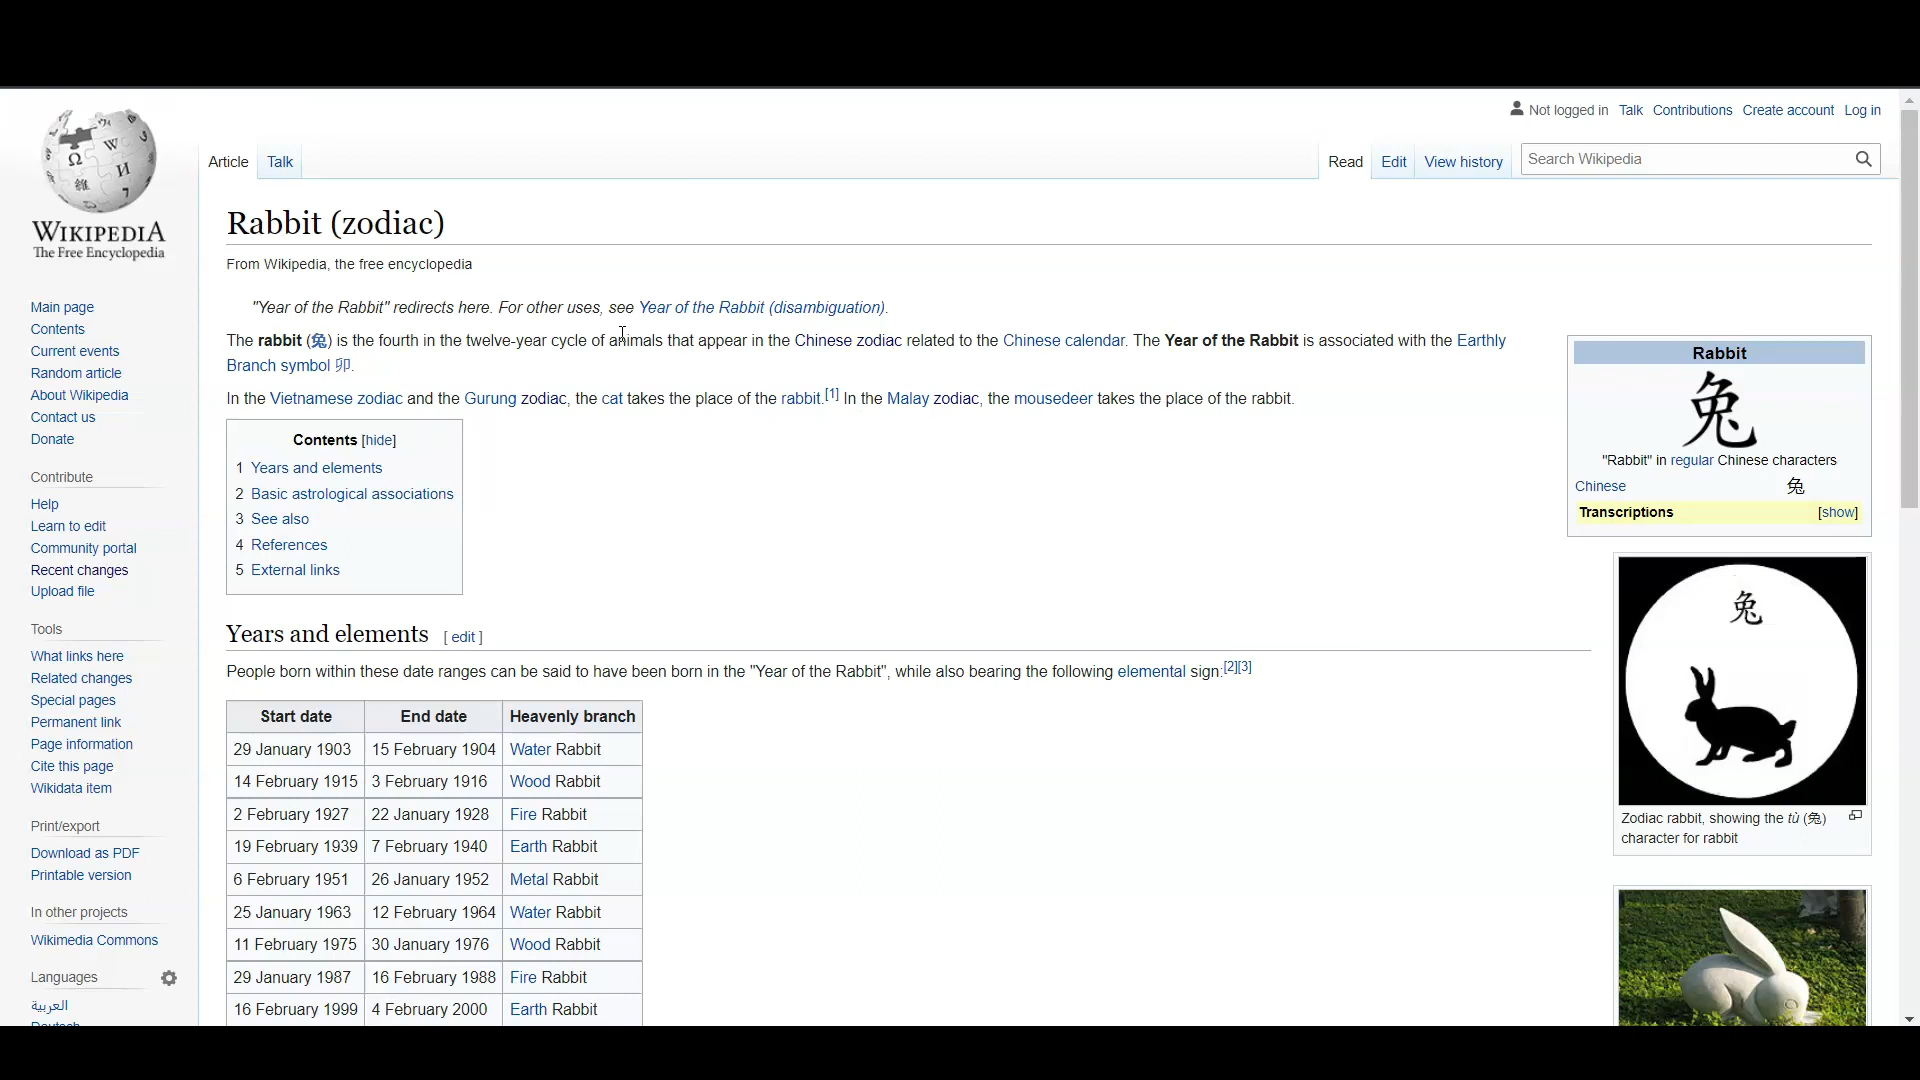 Not logged in Talk Contributions Create account Log in
Article Talk Read Edit View history Search Wikipedia
WIKIPEDIA
The Free Encyclopedia
Main page
Contents
Current events
Random article
About Wikipedia
Contact us
Donate
Contribute
Help
Learn to edit
Community portal
Recent changes
Upload file
Tools
What links here
Related changes
Special pages
Permanent link
Page information
Cite this page
Wikidata item
Print/export
Download as PDF
Printable version
In other projects
Wikimedia Commons
Languages
العربية
Deutsch
Rabbit (zodiac)
From Wikipedia, the free encyclopedia
"Year of the Rabbit" redirects here. For other uses, see Year of the Rabbit (disambiguation).
The rabbit (兔) is the fourth in the twelve-year cycle of animals that appear in the Chinese zodiac related to the Chinese calendar. The Year of the Rabbit is associated with the Earthly
Branch symbol 卯.
In the Vietnamese zodiac and the Gurung zodiac, the cat takes the place of the rabbit.[1] In the Malay zodiac, the mousedeer takes the place of the rabbit.
Contents [hide]
1 Years and elements
2 Basic astrological associations
3 See also
4 References
5 External links
Years and elements [ edit ]
People born within these date ranges can be said to have been born in the "Year of the Rabbit", while also bearing the following elemental sign:[2][3]
Start date End date Heavenly branch
29 January 1903 15 February 1904 Water Rabbit
14 February 1915 3 February 1916 Wood Rabbit
2 February 1927 22 January 1928 Fire Rabbit
19 February 1939 7 February 1940 Earth Rabbit
6 February 1951 26 January 1952 Metal Rabbit
25 January 1963 12 February 1964 Water Rabbit
11 February 1975 30 January 1976 Wood Rabbit
29 January 1987 16 February 1988 Fire Rabbit
16 February 1999 4 February 2000 Earth Rabbit
Rabbit
兔
"Rabbit" in regular Chinese characters
Chinese 兔
Transcriptions [show]
兔
Zodiac rabbit, showing the tù (兔)
character for rabbit